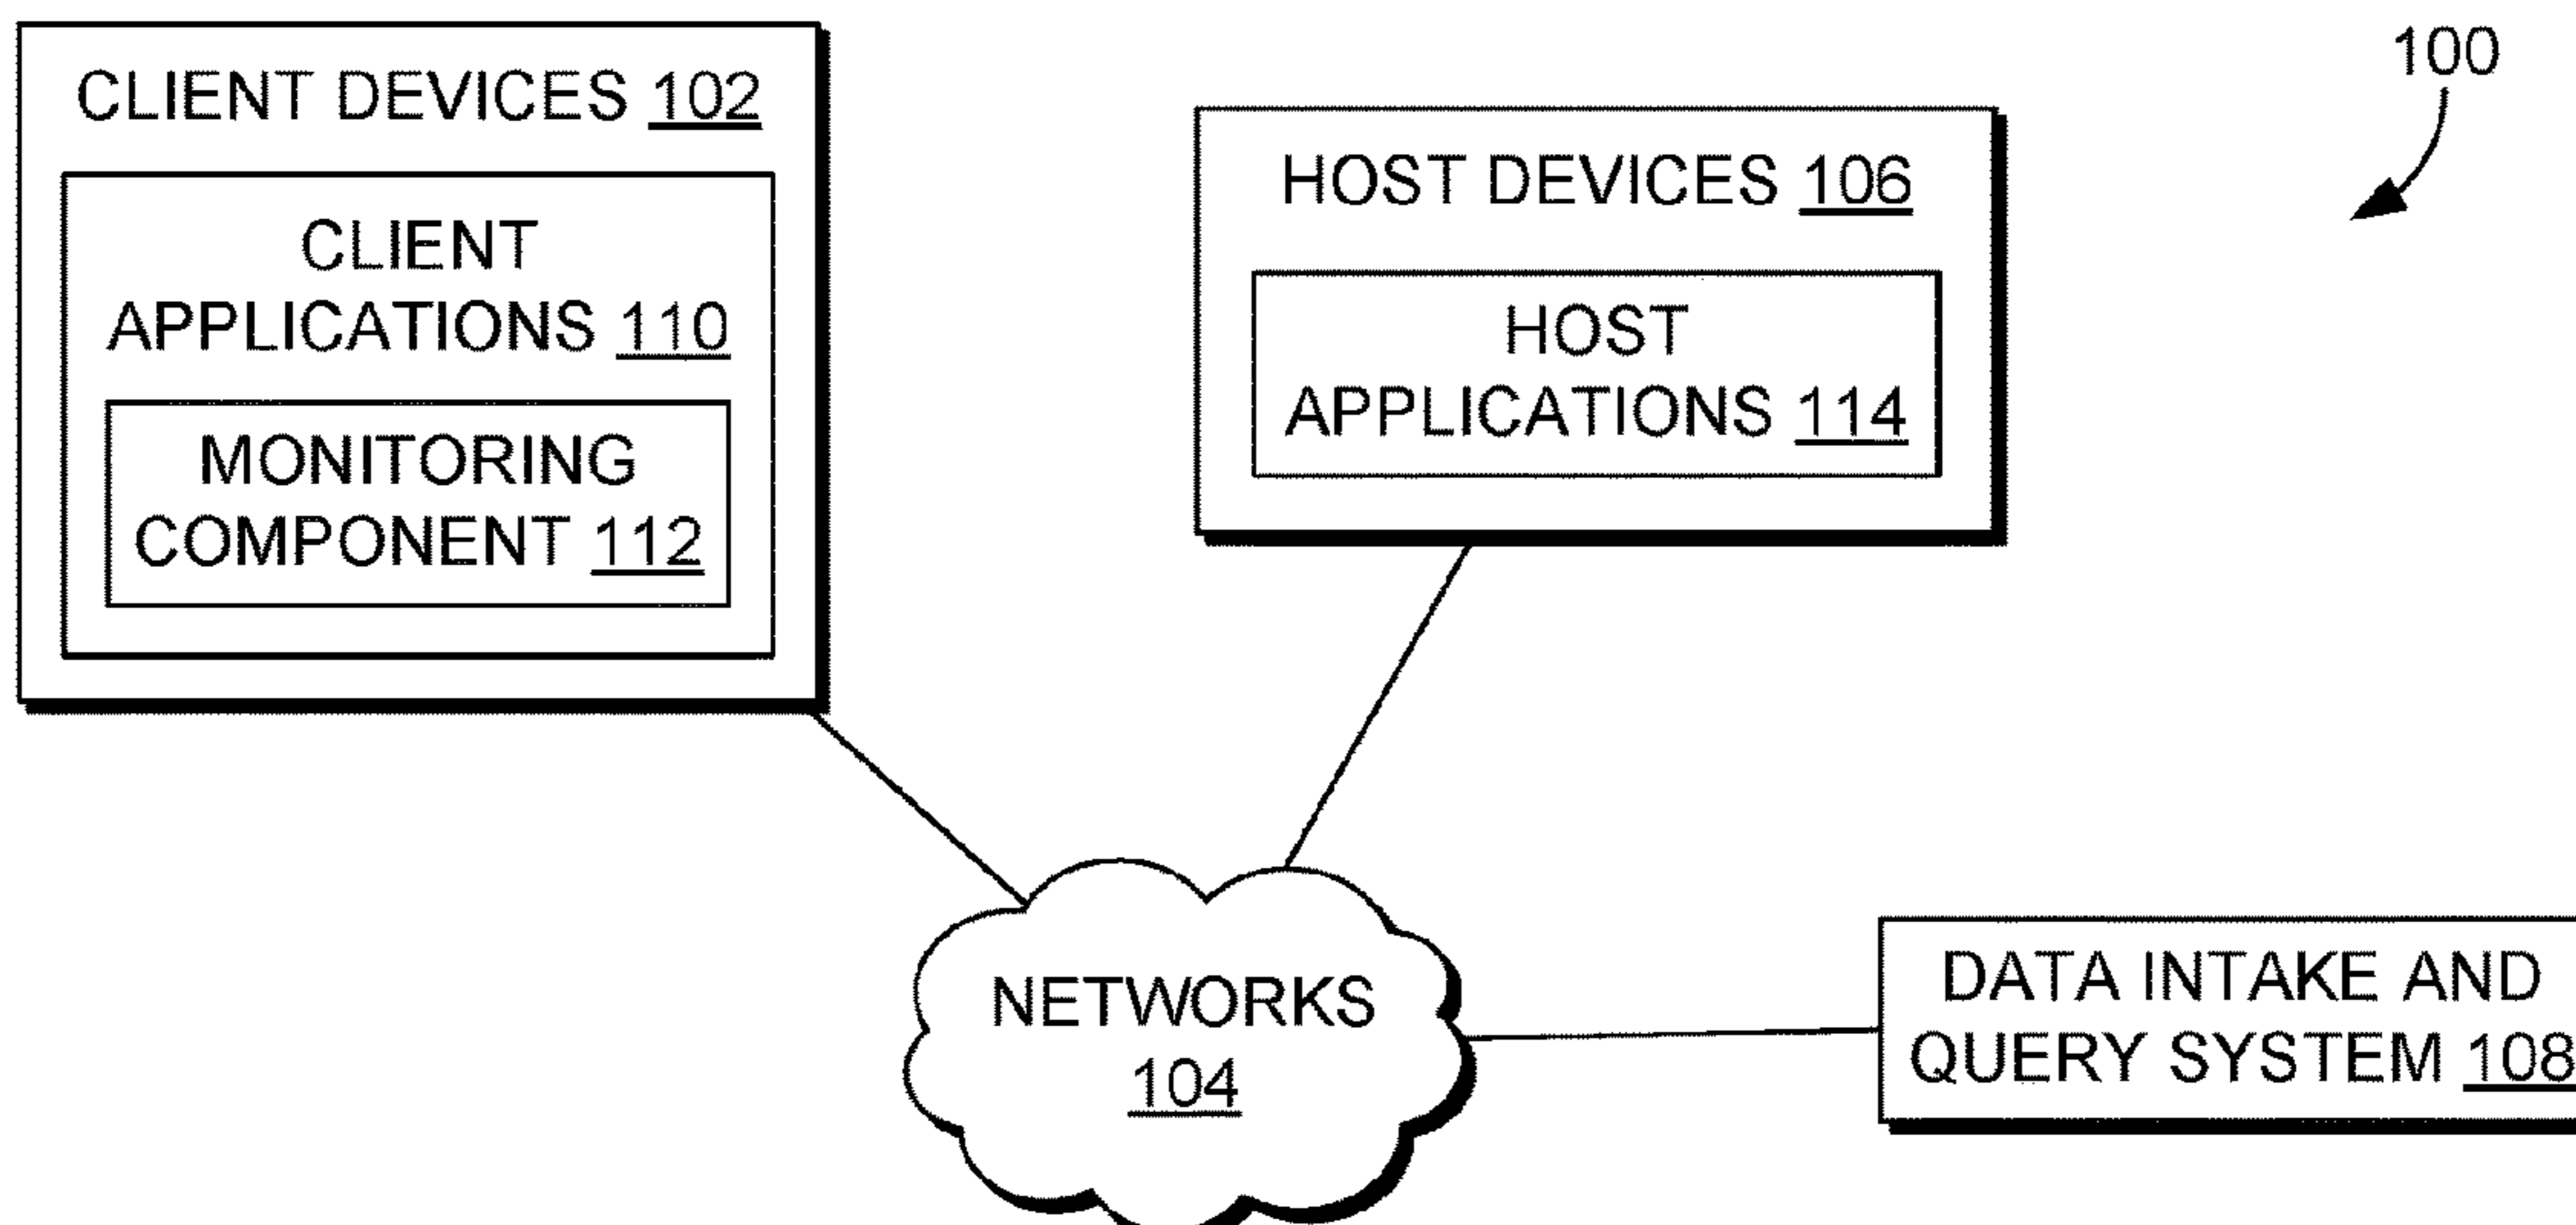 CLIENT DEVICES 102
CLIENT
APPLICATIONS 110
MONITORING
COMPONENT 112
HOST DEVICES 106
HOST
APPLICATIONS 114
100
NETWORKS
104
DATA INTAKE AND
QUERY SYSTEM 108